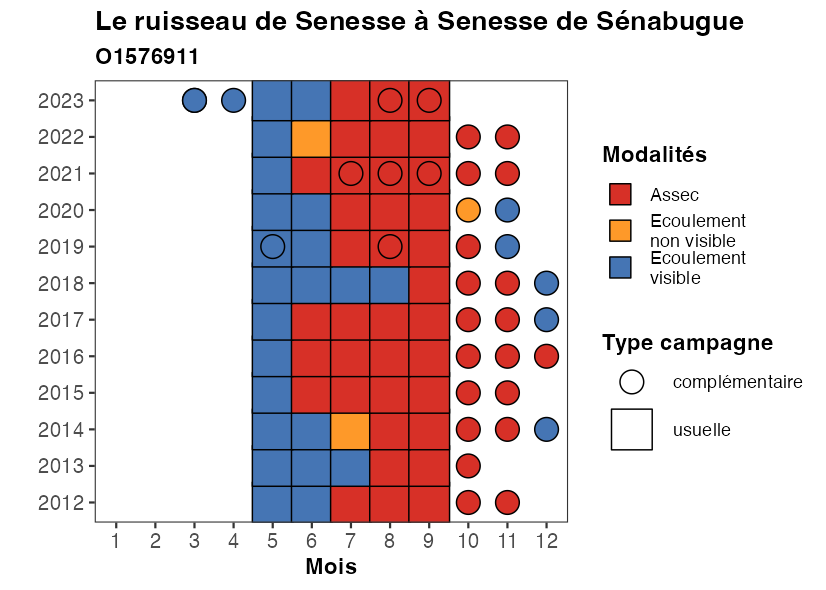 Le ruisseau de Senesse à Senesse de Sénabugue
O1576911
2023
2022
2021
2020
2019
2018
2017
2016
2015
2014
2013
2012
1 2 3 4 5 6 7 8 9 10 11 12
Mois
Modalités
Assec
Ecoulement
non visible
Ecoulement
visible
Type campagne
complémentaire
usuelle